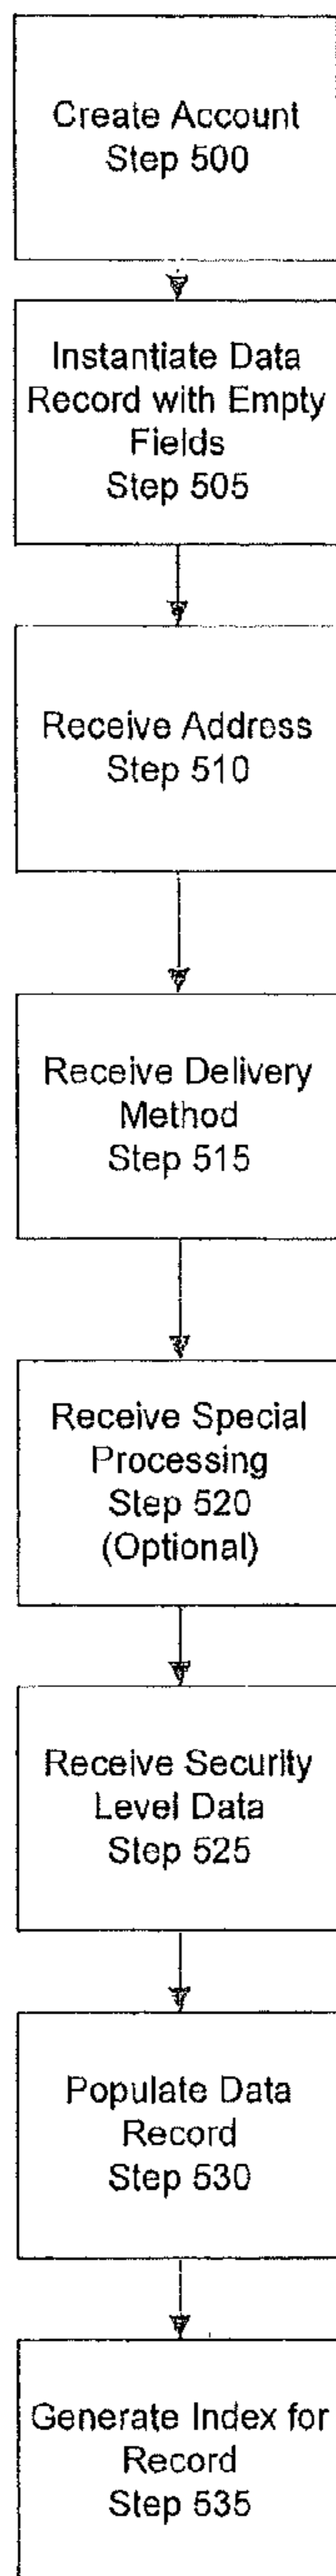 Create Account
Step 500
Instantiate Data
Record with Empty
Fields
Step 505
Receive Address
Step 510
Receive Delivery
Method
Step 515
Receive Special
Processing
Step 520
(Optional)
Receive Security
Level Data
Step 525
Populate Data
Record
Step 530
Generate Index for
Record
Step 535